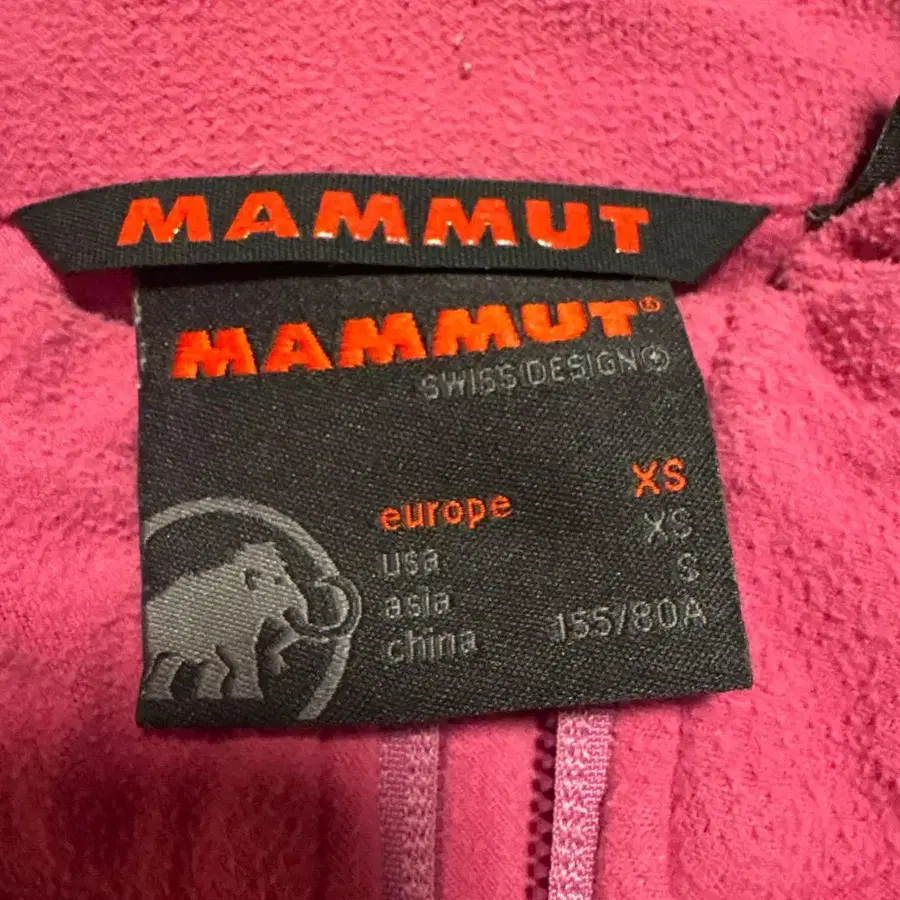 MAMMUT
MAMMUT®
SWISS DESIGN
europe XS
usa XS
asia S
china 155/80A